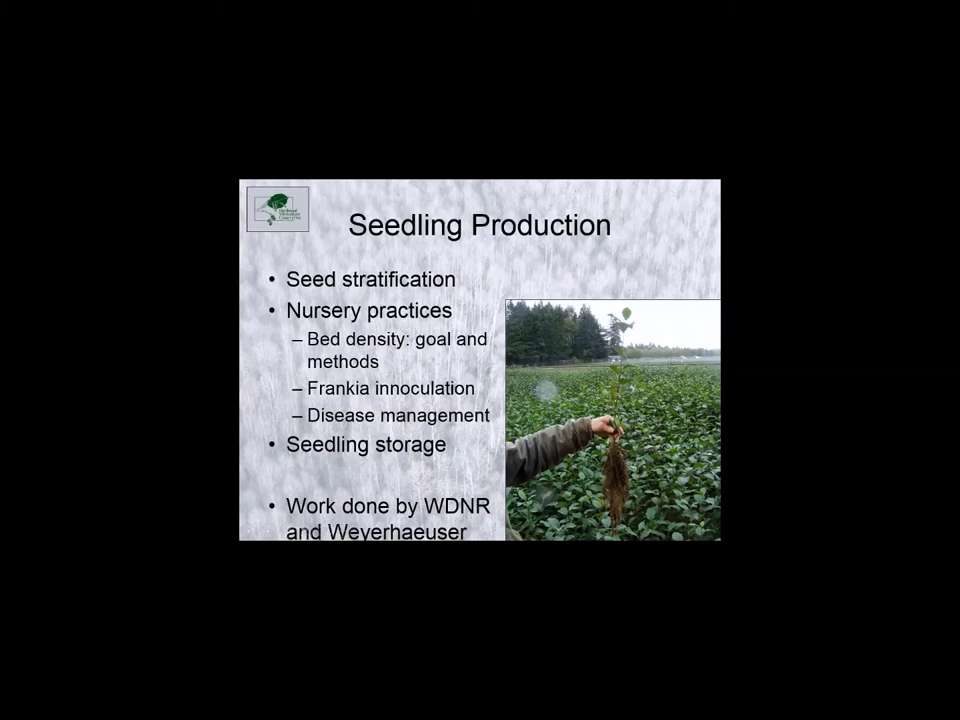 Seedling Production
• Seed stratification
• Nursery practices
– Bed density: goal and
methods
– Frankia innoculation
– Disease management
• Seedling storage
• Work done by WDNR
and Weyerhaeuser